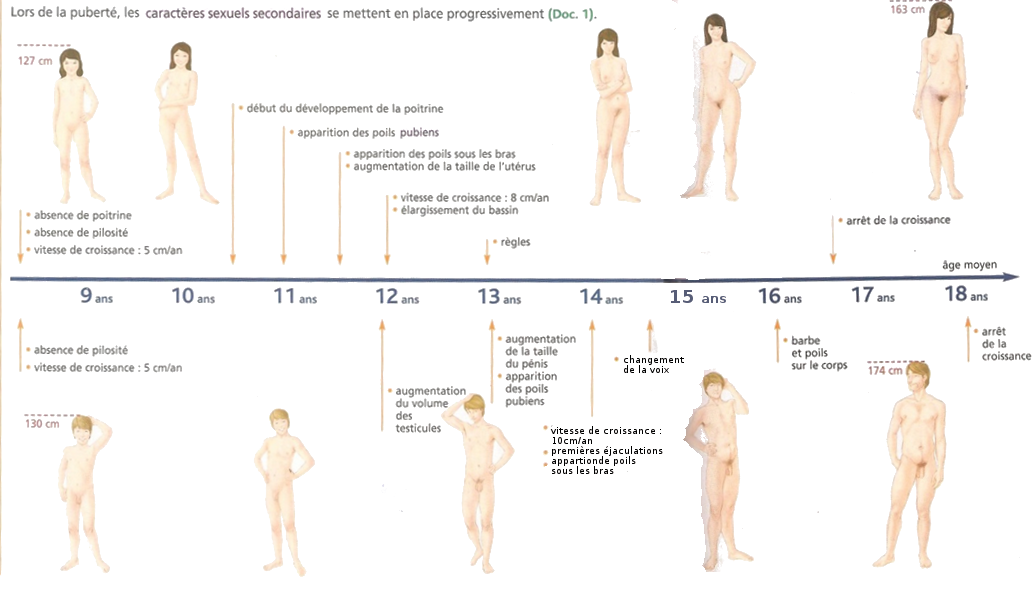 Lors de la puberté, les caractères sexuels secondaires se mettent en place progressivement (Doc. 1).
127 cm
163 cm
• début du développement de la poitrine
• apparition des poils pubiens
• apparition des poils sous les bras
• augmentation de la taille de l'utérus
• vitesse de croissance : 8 cm/an
• élargissement du bassin
• règles
• absence de poitrine
• absence de pilosité
• vitesse de croissance : 5 cm/an
• arrêt de la croissance
âge moyen
9 ans 10 ans 11 ans 12 ans 13 ans 14 ans 15 ans 16 ans 17 ans 18 ans
• absence de pilosité
• vitesse de croissance : 5 cm/an
130 cm
• augmentation
du volume
des
testicules
• augmentation
de la taille
du pénis
• apparition
des poils
pubiens
• vitesse de croissance :
10cm/an
• premières éjaculations
• appartionde poils
sous les bras
• changement
de la voix
• barbe
et poils
sur le corps
174 cm
• arrêt
de la
croissance